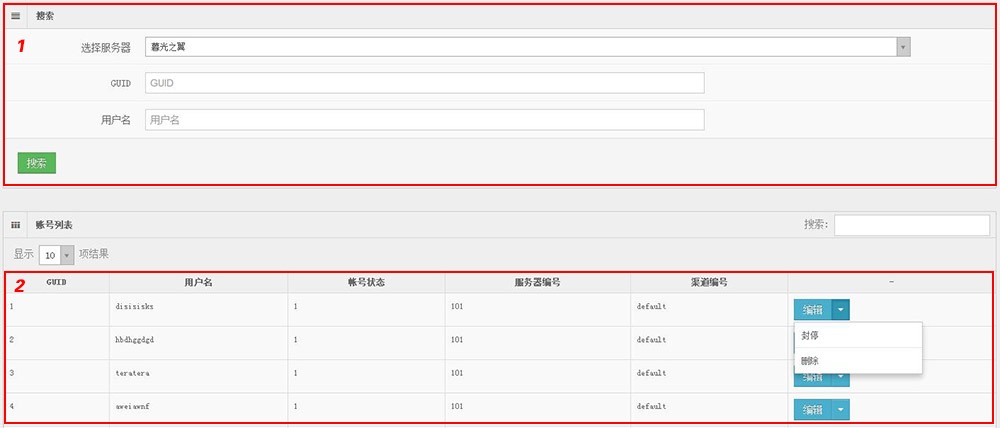 搜索
1
选择服务器 暮光之翼
GUID GUID
用户名 用户名
搜索
账号列表 搜索:
显示 10 项结果
2
GUID 用户名 帐号状态 服务器编号 渠道编号 -
1 disisisks 1 101 default 编辑
封停
2 hbdhggdgd 1 101 default
删除
3 teratera 1 101 default 编辑
4 aweiawnf 1 101 default 编辑